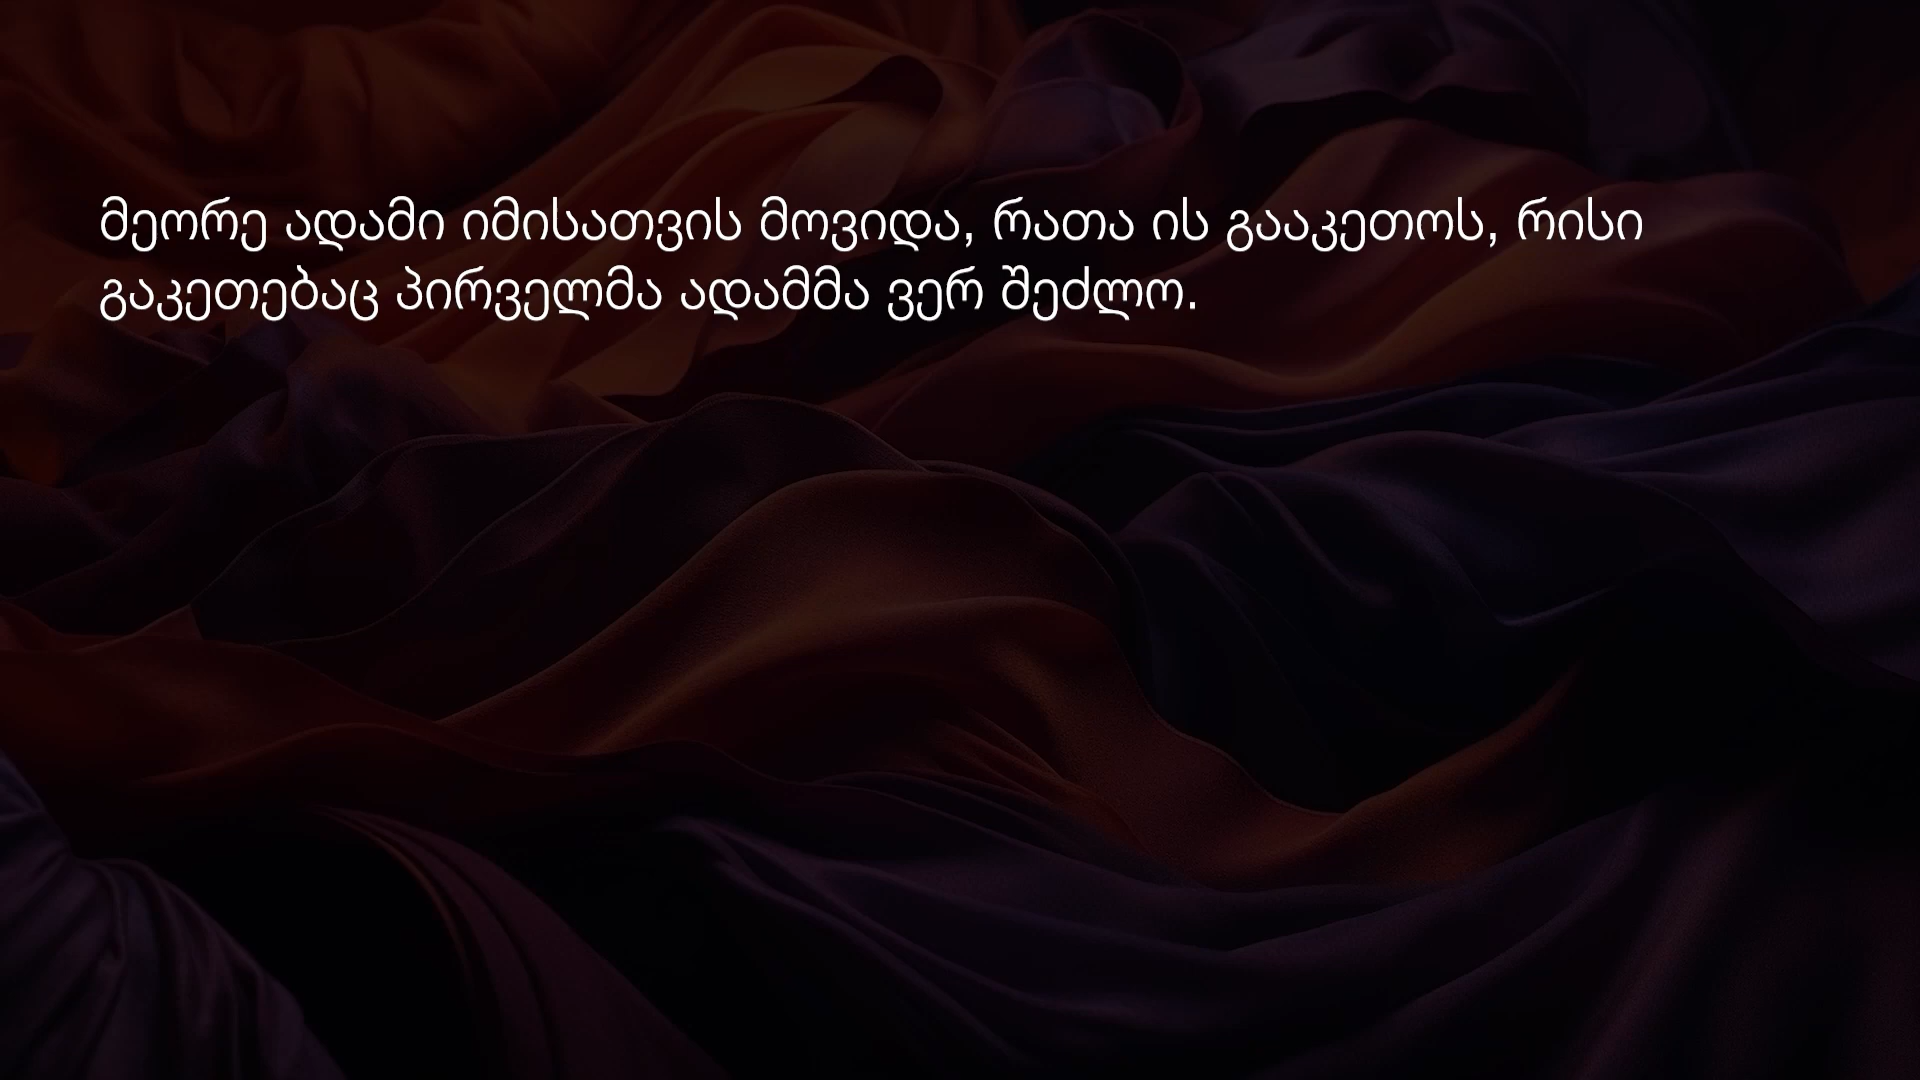 მეორე ადამი იმისათვის მოვიდა, რათა ის გააკეთოს, რისი
გაკეთებაც პირველმა ადამმა ვერ შეძლო.